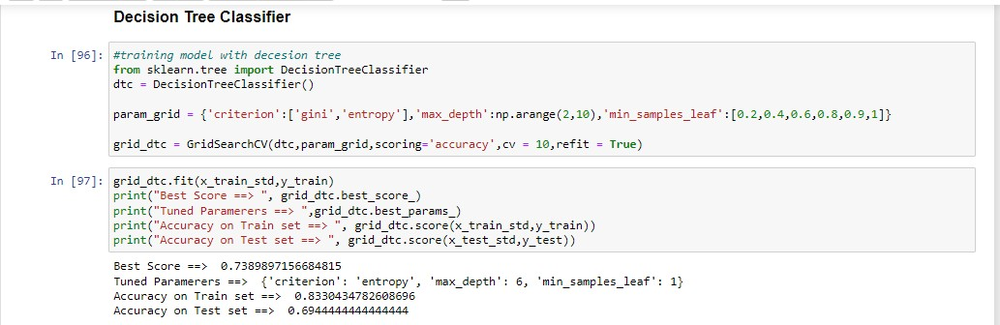 Decision Tree Classifier
In [96]: #training model with decesion tree
from sklearn.tree import DecisionTreeClassifier
dtc = DecisionTreeClassifier()
param_grid = {'criterion':['gini','entropy'],'max_depth':np.arange(2,10),'min_samples_leaf':[0.2,0.4,0.6,0.8,0.9,1]}
grid_dtc = GridSearchCV(dtc,param_grid,scoring='accuracy',cv = 10,refit = True)
In [97]: grid_dtc.fit(x_train_std,y_train)
print("Best Score ==> ", grid_dtc.best_score_)
print("Tuned Paramerers ==> ",grid_dtc.best_params_)
print("Accuracy on Train set ==> ", grid_dtc.score(x_train_std,y_train))
print("Accuracy on Test set ==> ", grid_dtc.score(x_test_std,y_test))
Best Score ==>  0.7389897156684815
Tuned Paramerers ==>  {'criterion': 'entropy', 'max_depth': 6, 'min_samples_leaf': 1}
Accuracy on Train set ==>  0.8330434782608696
Accuracy on Test set ==>  0.6944444444444444